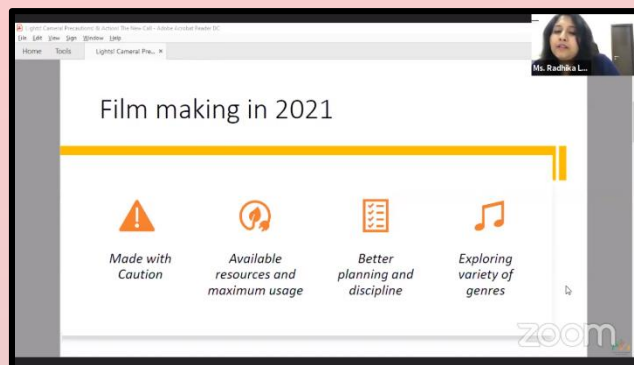 Lights! Camera! Precautions! & Action! The New Call - Adobe Acrobat Reader DC
File Edit View Sign Window Help
Home Tools Lights! Camera! Pre... ×
Ms. Radhika L...
Film making in 2021
Made with
Caution
Available
resources and
maximum usage
Better
planning and
discipline
Exploring
variety of
genres
zoom